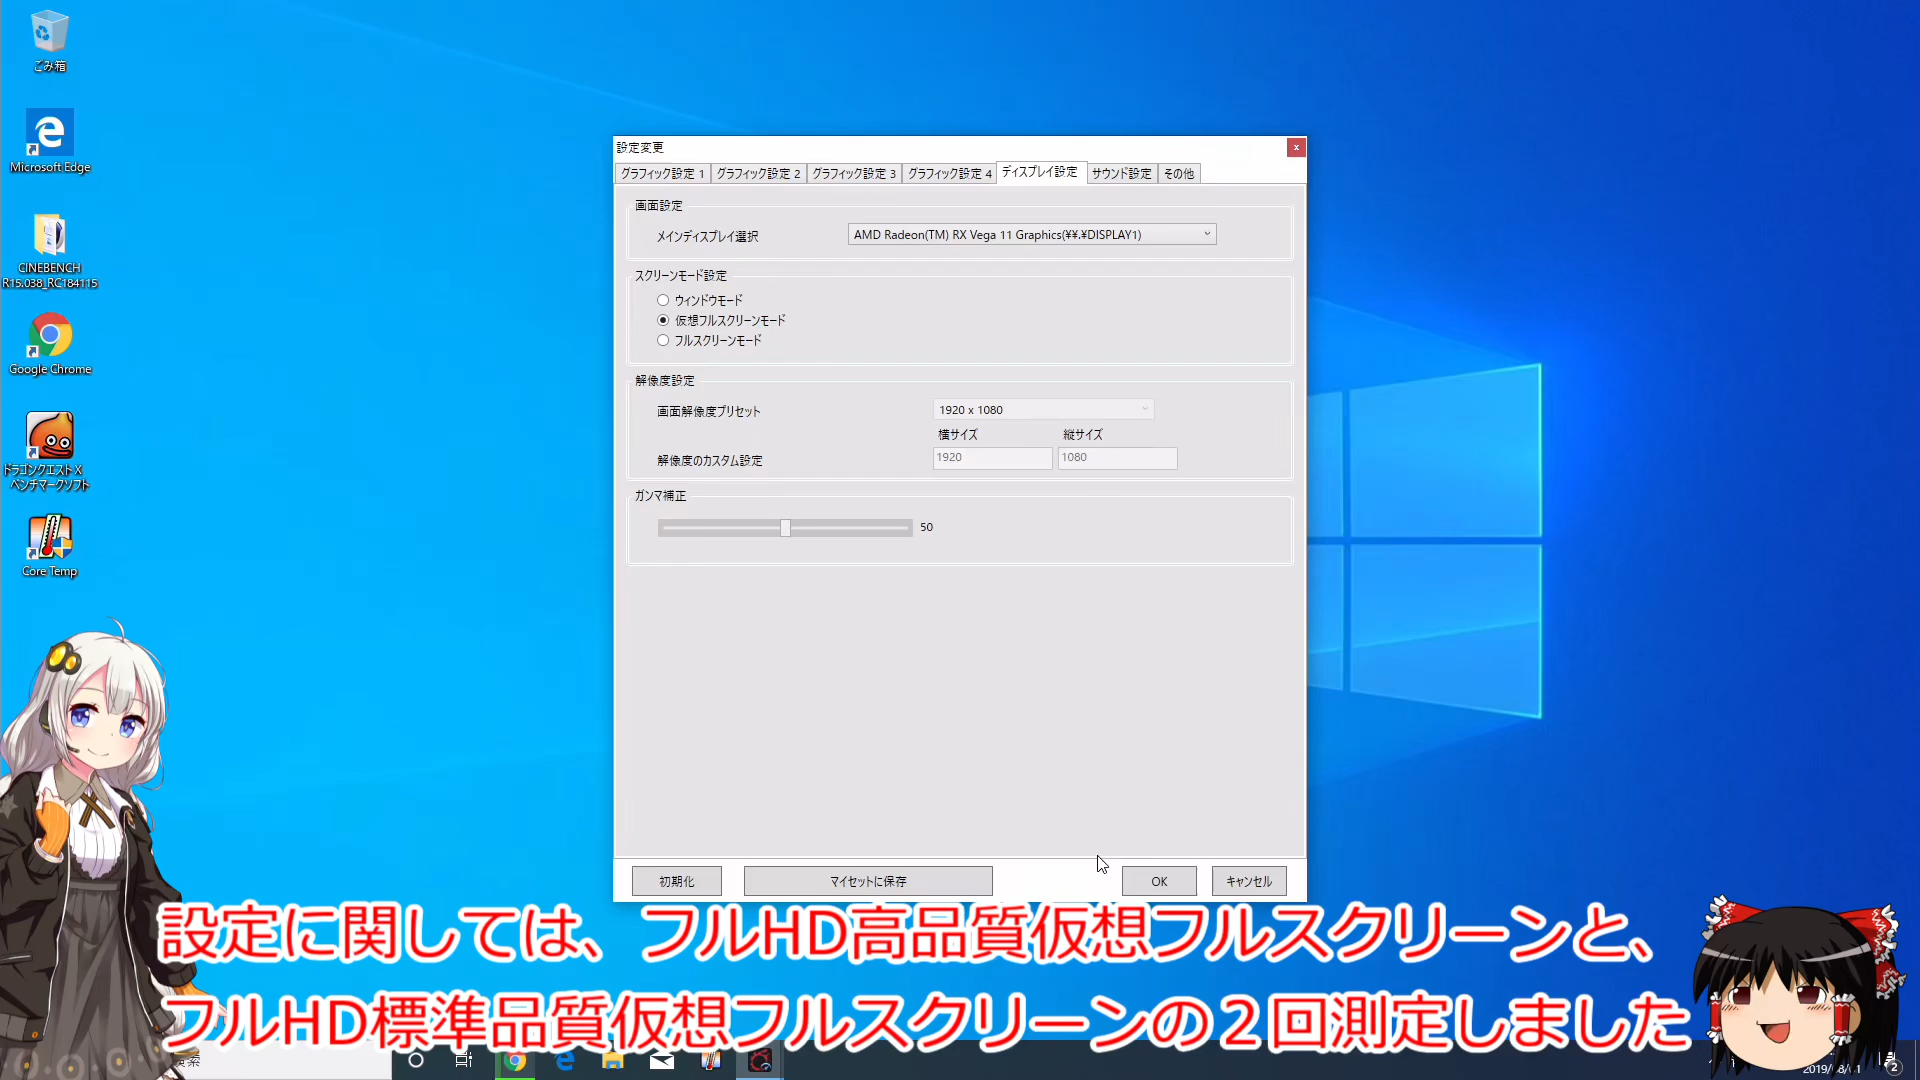 ごみ箱
Microsoft Edge
CINEBENCH
R15.038_RC184115
Google Chrome
ドラゴンクエストX
ベンチマークソフト
Core Temp
設定変更
x
グラフィック設定 1
グラフィック設定 2
グラフィック設定 3
グラフィック設定 4
ディスプレイ設定
サウンド設定
その他
画面設定
メインディスプレイ選択
AMD Radeon(TM) RX Vega 11 Graphics(¥¥.¥DISPLAY1)
スクリーンモード設定
ウィンドウモード
仮想フルスクリーンモード
フルスクリーンモード
解像度設定
画面解像度プリセット
1920 x 1080
横サイズ
縦サイズ
解像度のカスタム設定
1920
1080
ガンマ補正
50
初期化
マイセットに保存
OK
キャンセル
設定に関しては、フルHD高品質仮想フルスクリーンと、
フルHD標準品質仮想フルスクリーンの２回測定しました
2